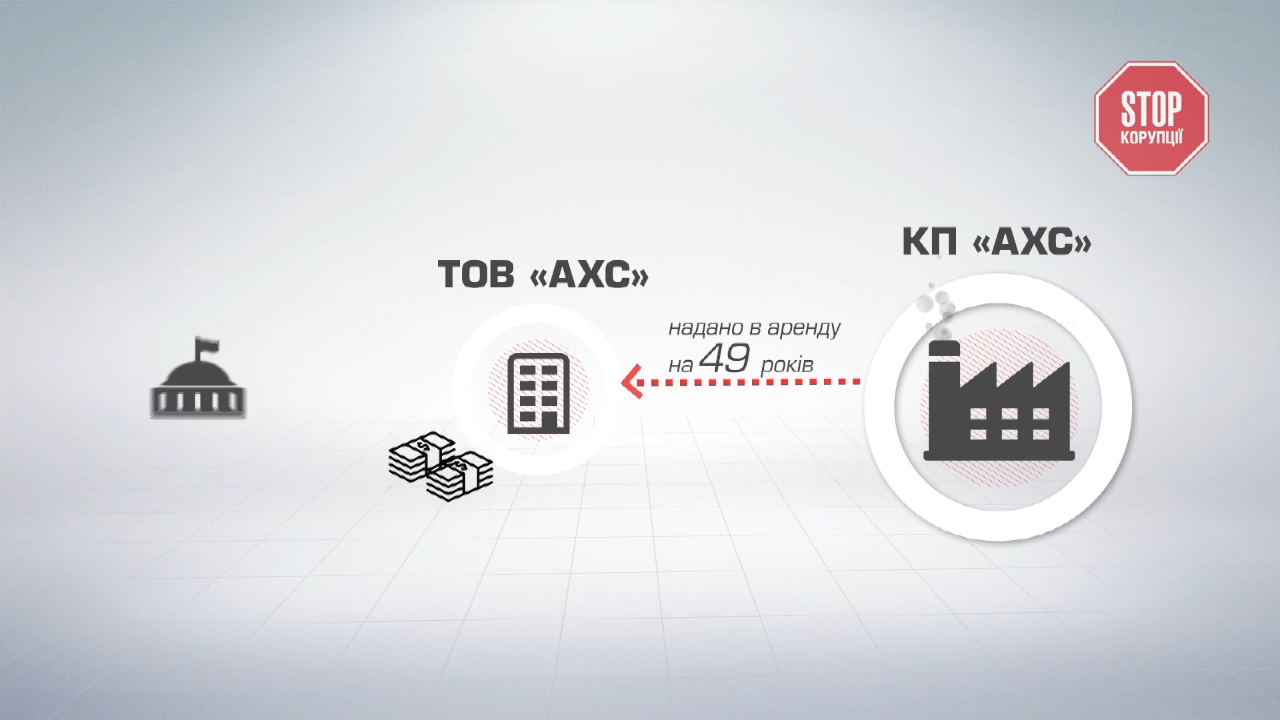 STOP
КОРУПЦІЇ
КП «АХС»
ТОВ «АХС»
надано в аренду
на 49 років